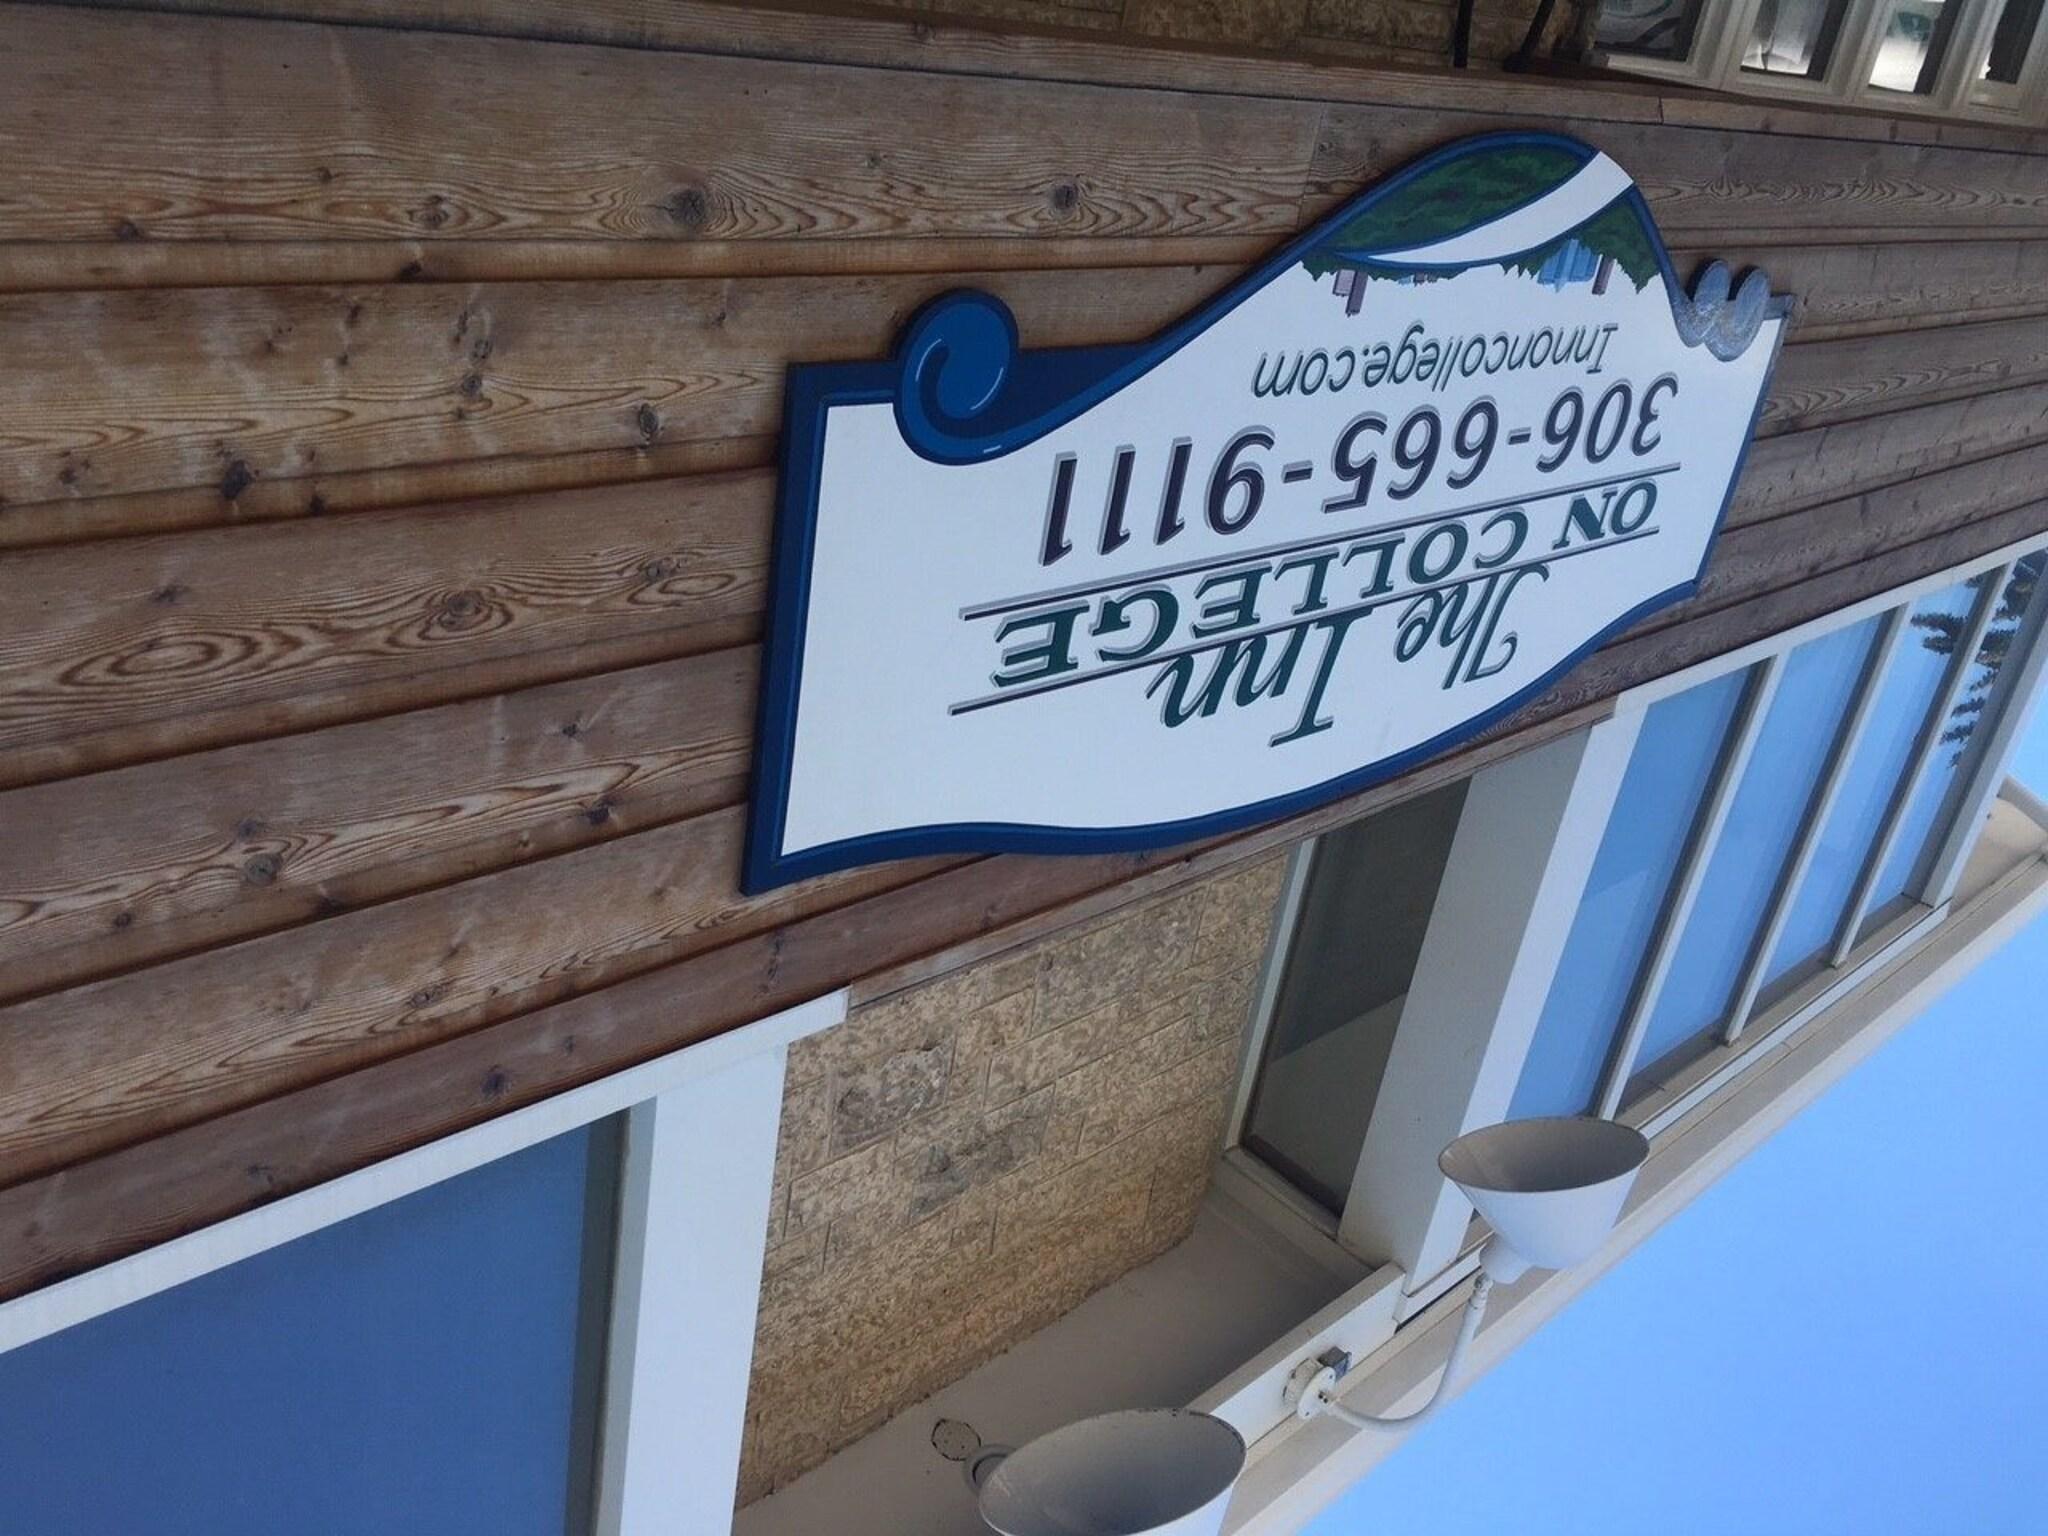 The Inn
ON COLLEGE
306-665-9111
Innoncollege.com